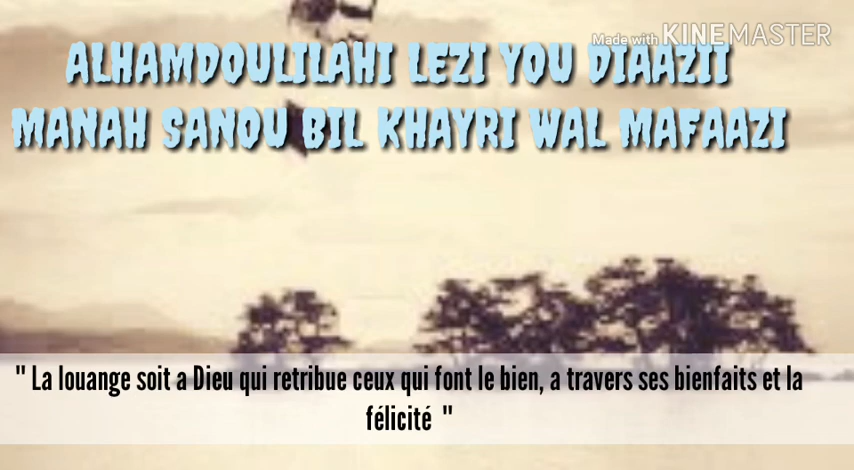 Made with KINEMASTER
ALHAMDOULILAHI LEZI YOU DIAAZII
MANAH SANOU BIL KHAYRI WAL MAFAAZI
" La louange soit a Dieu qui retribue ceux qui font le bien, a travers ses bienfaits et la
félicité "